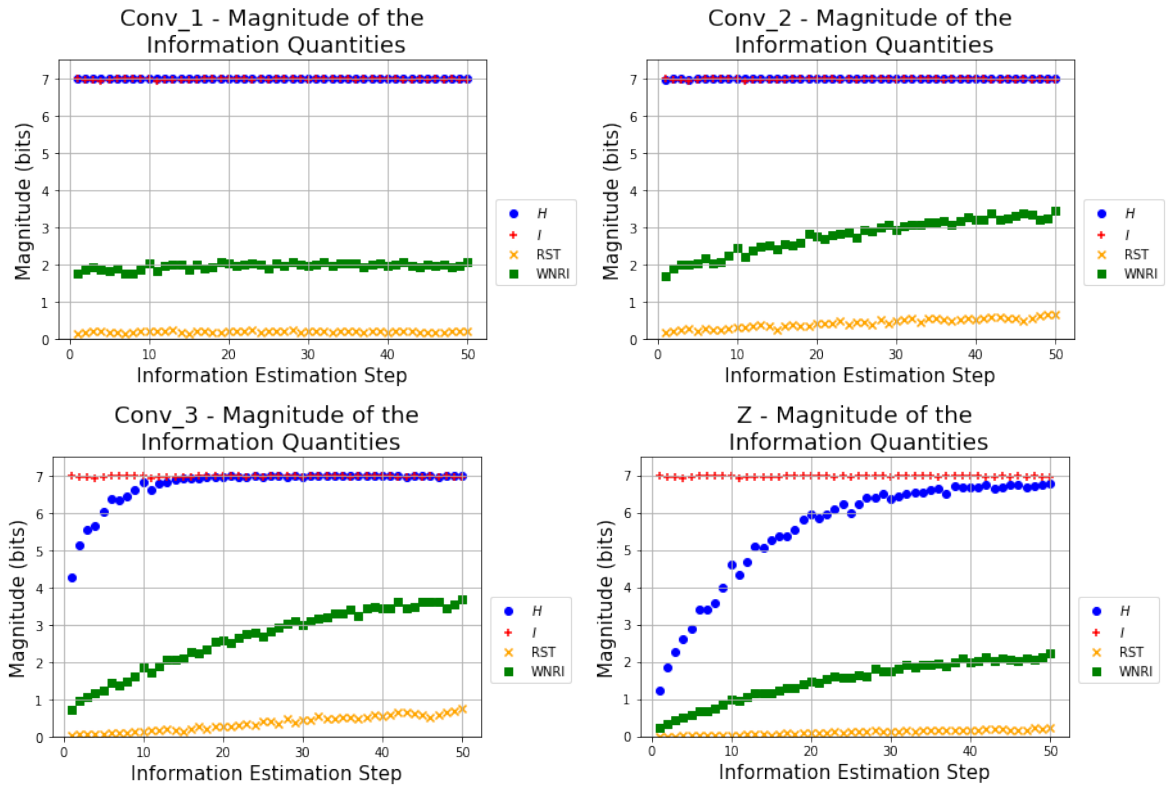 Conv_1 - Magnitude of the
Information Quantities
Magnitude (bits)
7
6
5
4
3
2
1
0
0 10 20 30 40 50
Information Estimation Step
H
I
RST
WNRI
Conv_2 - Magnitude of the
Information Quantities
Magnitude (bits)
7
6
5
4
3
2
1
0
0 10 20 30 40 50
Information Estimation Step
H
I
RST
WNRI
Conv_3 - Magnitude of the
Information Quantities
Magnitude (bits)
7
6
5
4
3
2
1
0
0 10 20 30 40 50
Information Estimation Step
H
I
RST
WNRI
Z - Magnitude of the
Information Quantities
Magnitude (bits)
7
6
5
4
3
2
1
0
0 10 20 30 40 50
Information Estimation Step
H
I
RST
WNRI